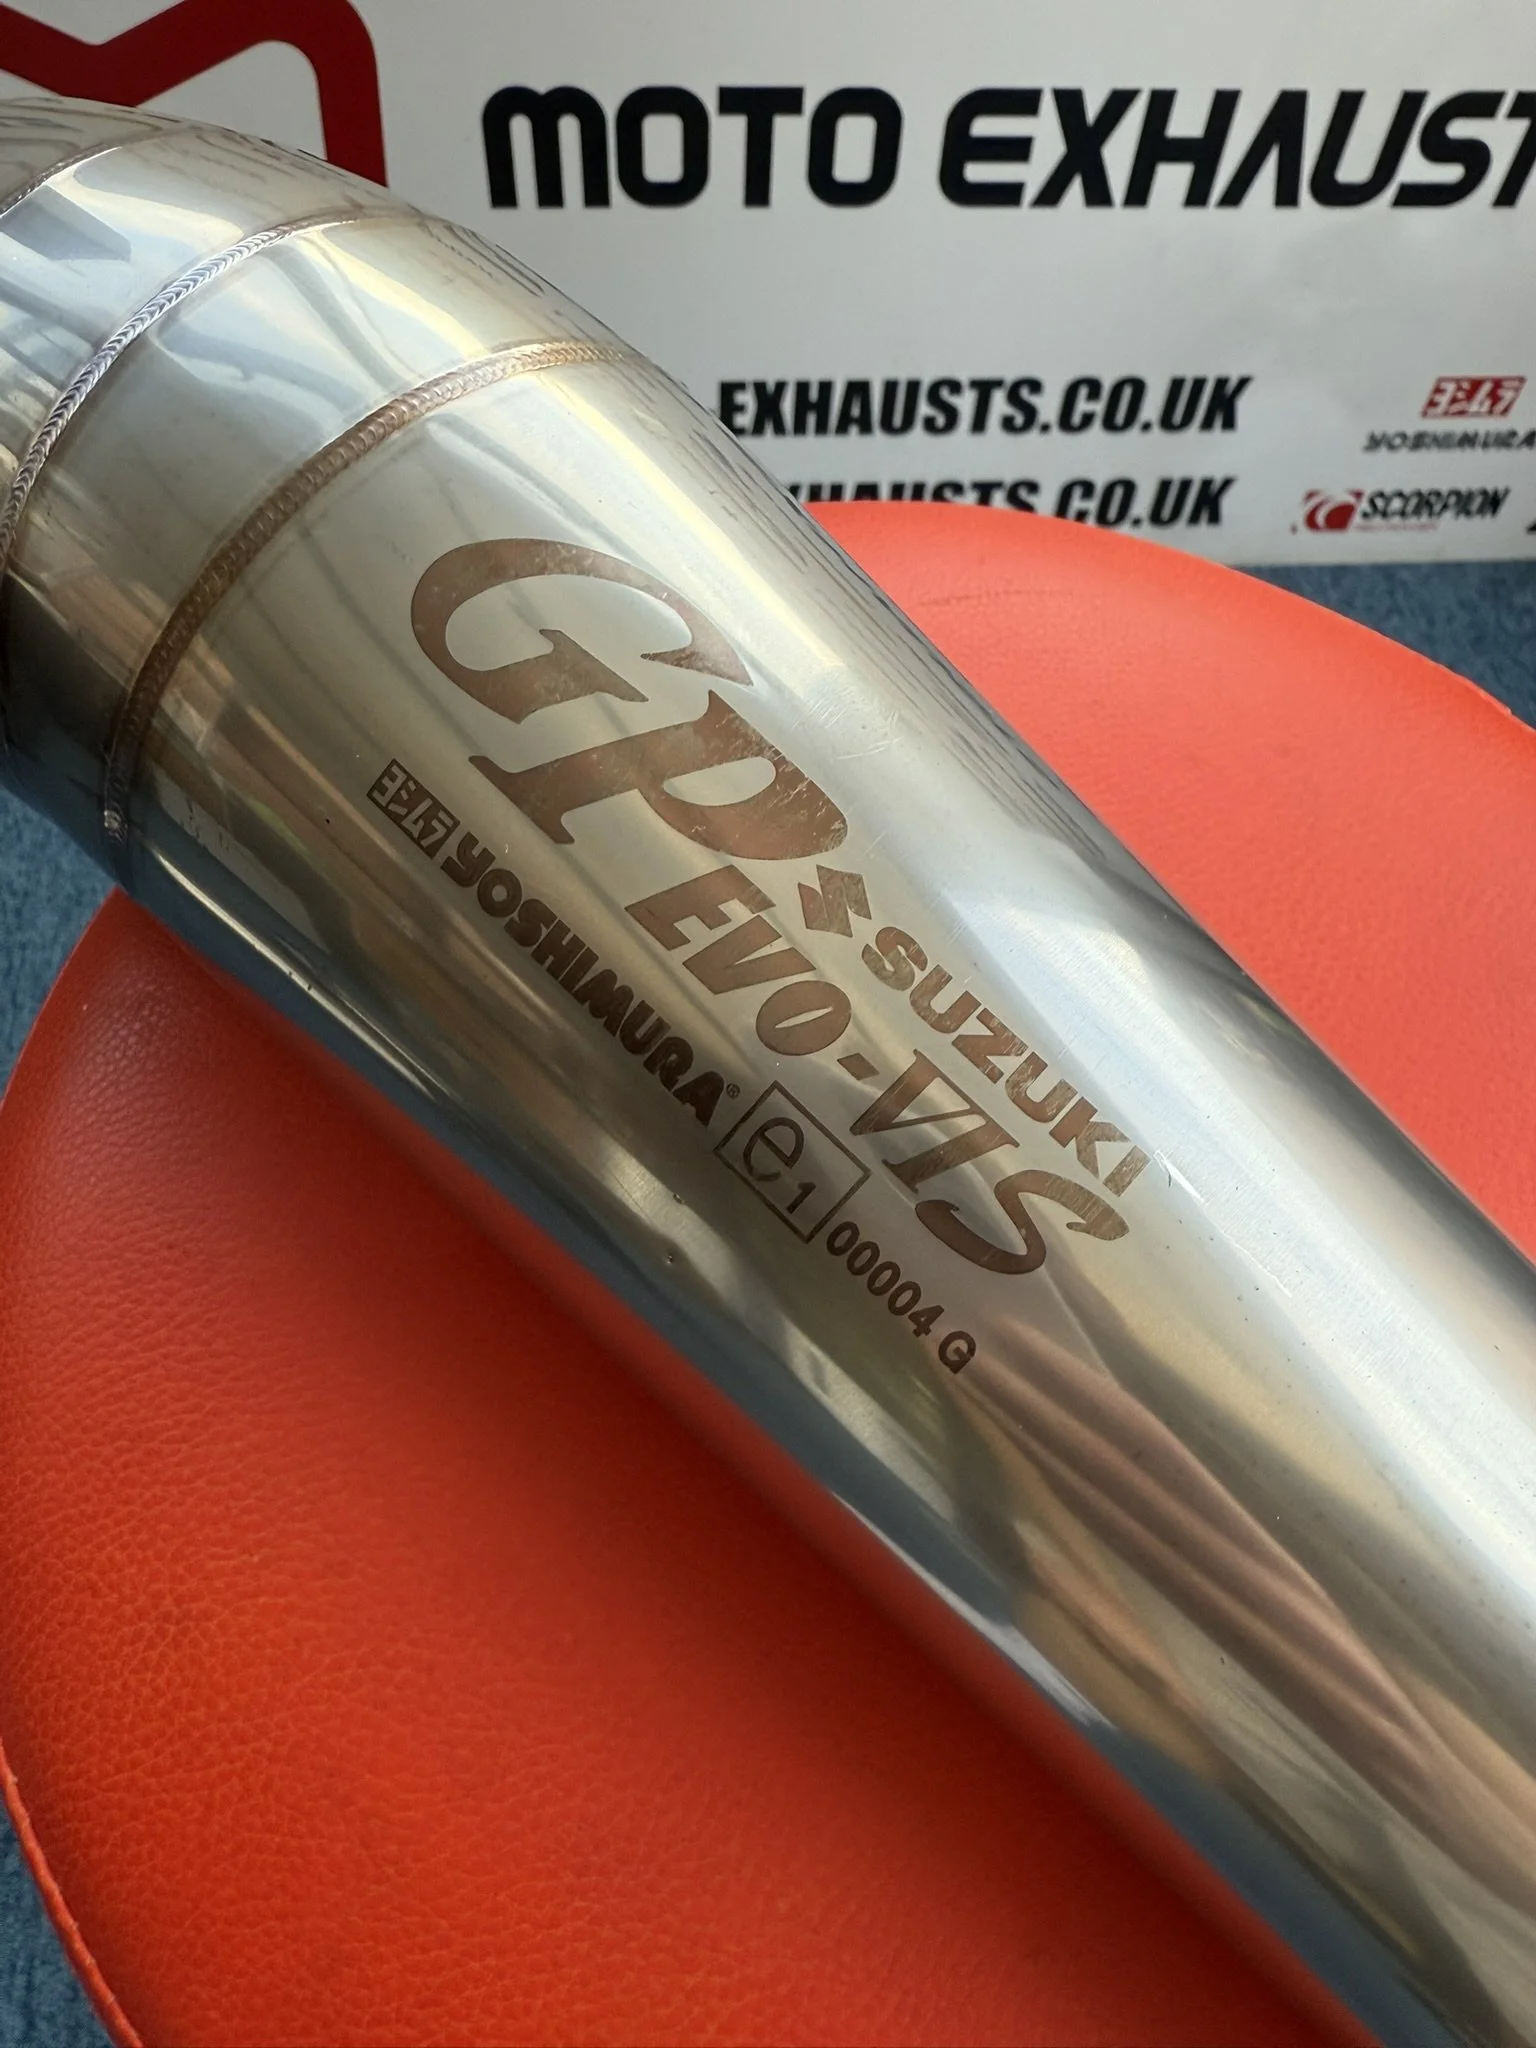 MOTO EXHAUST
EXHAUSTS.CO.UK
ヨシムラ
YOSHIMURA
EXHAUSTS.CO.UK
SCORPION
GP
SUZUKI
EVO-VIS
ヨシムラ YOSHIMURA®
e1 00004 G